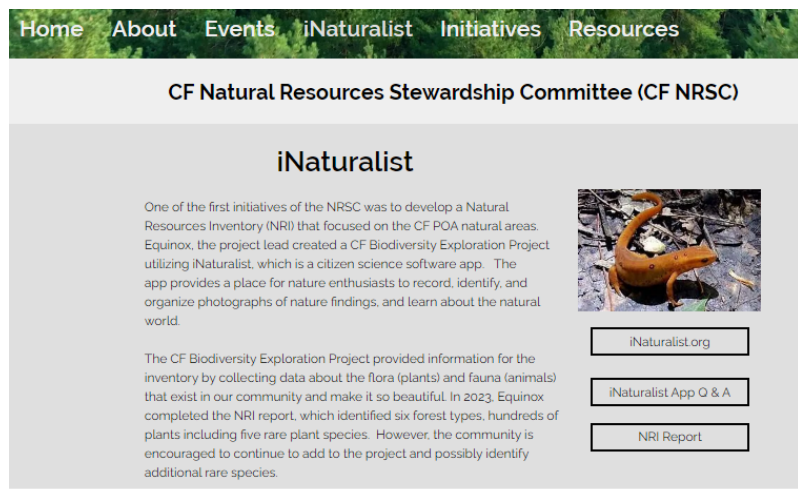 Home About Events iNaturalist Initiatives Resources
CF Natural Resources Stewardship Committee (CF NRSC)
iNaturalist
One of the first initiatives of the NRSC was to develop a Natural
Resources Inventory (NRI) that focused on the CF POA natural areas.
Equinox, the project lead created a CF Biodiversity Exploration Project
utilizing iNaturalist, which is a citizen science software app. The
app provides a place for nature enthusiasts to record, identify, and
organize photographs of nature findings, and learn about the natural
world.
The CF Biodiversity Exploration Project provided information for the
inventory by collecting data about the flora (plants) and fauna (animals)
that exist in our community and make it so beautiful. In 2023, Equinox
completed the NRI report, which identified six forest types, hundreds of
plants including five rare plant species. However, the community is
encouraged to continue to add to the project and possibly identify
additional rare species.
iNaturalist.org
iNaturalist App Q & A
NRI Report